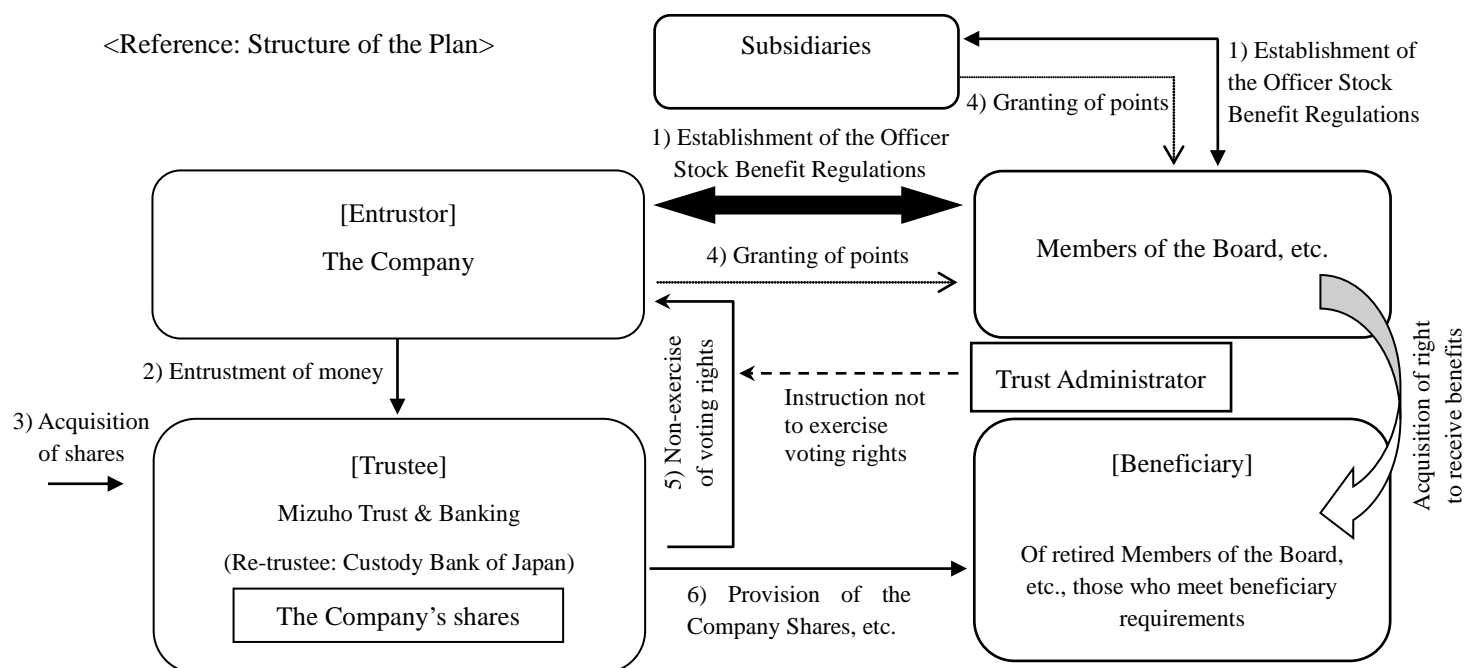 <Reference: Structure of the Plan>
Subsidiaries
1) Establishment of
the Officer Stock
Benefit Regulations
4) Granting of points
1) Establishment of the Officer
Stock Benefit Regulations
[Entrustor]
The Company
4) Granting of points
Members of the Board, etc.
2) Entrustment of money
5) Non-exercise
of voting rights
Instruction not
to exercise
voting rights
Trust Administrator
Acquisition of right
to receive benefits
3) Acquisition
of shares
[Trustee]
Mizuho Trust & Banking
(Re-trustee: Custody Bank of Japan)
The Company’s shares
6) Provision of the
Company Shares, etc.
[Beneficiary]
Of retired Members of the Board,
etc., those who meet beneficiary
requirements